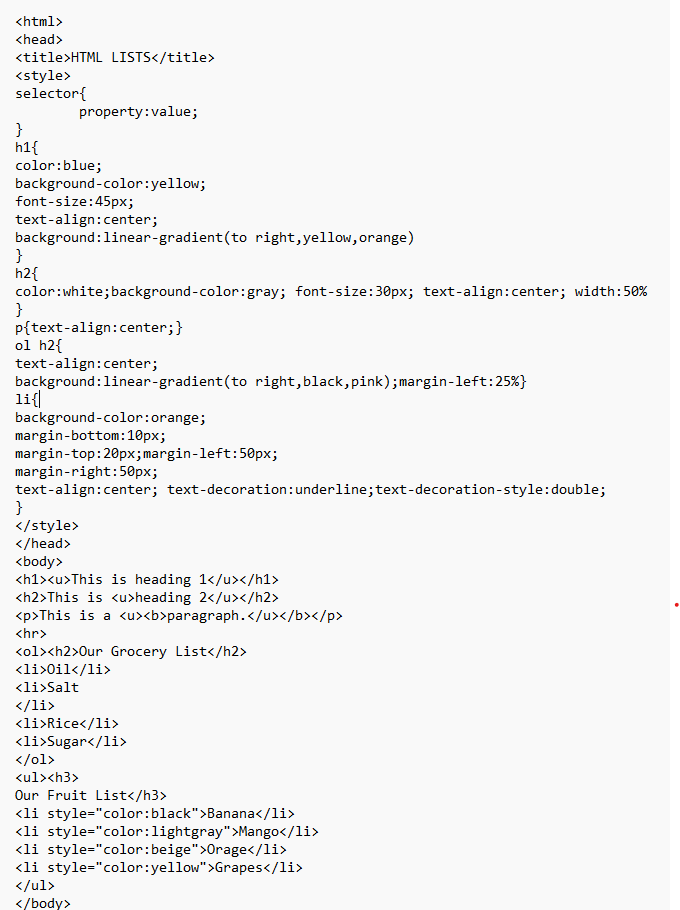 <html>
<head>
<title>HTML LISTS</title>
<style>
selector{
        property:value;
}
h1{
color:blue;
background-color:yellow;
font-size:45px;
text-align:center;
background:linear-gradient(to right,yellow,orange)
}
h2{
color:white;background-color:gray; font-size:30px; text-align:center; width:50%
}
p{text-align:center;}
ol h2{
text-align:center;
background:linear-gradient(to right,black,pink);margin-left:25%}
li{
background-color:orange;
margin-bottom:10px;
margin-top:20px;margin-left:50px;
margin-right:50px;
text-align:center; text-decoration:underline;text-decoration-style:double;
}
</style>
</head>
<body>
<h1><u>This is heading 1</u></h1>
<h2>This is <u>heading 2</u></h2>
<p>This is a <u><b>paragraph.</u></b></p>
<hr>
<ol><h2>Our Grocery List</h2>
<li>Oil</li>
<li>Salt
</li>
<li>Rice</li>
<li>Sugar</li>
</ol>
<ul><h3>
Our Fruit List</h3>
<li style="color:black">Banana</li>
<li style="color:lightgray">Mango</li>
<li style="color:beige">Orage</li>
<li style="color:yellow">Grapes</li>
</ul>
</body>